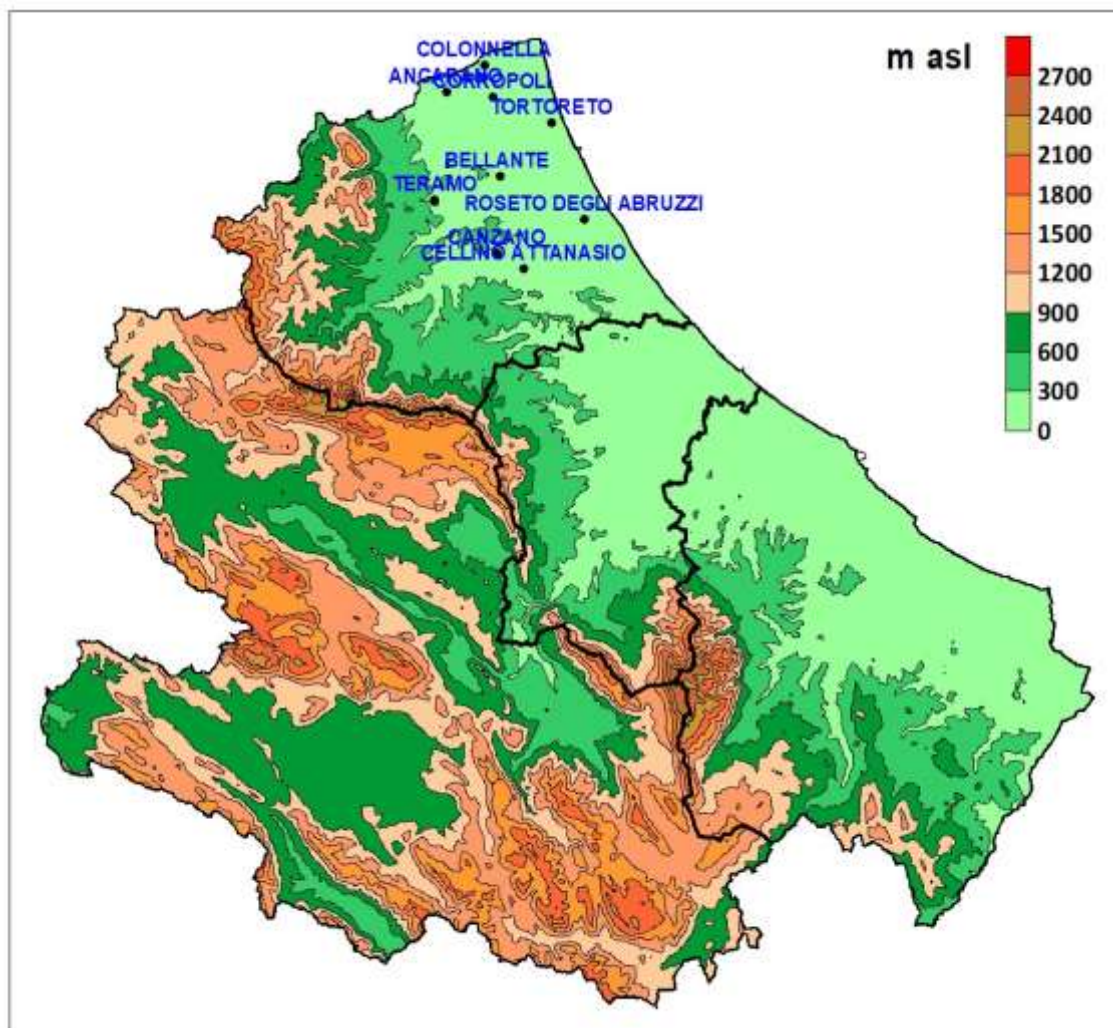 COLONNELLA
m asl
ANCARANO
CORROPOLI
TORTORETO
BELLANTE
TERAMO
ROSETO DEGLI ABRUZZI
CANZANO
CELLINO ATTANASIO
2700
2400
2100
1800
1500
1200
900
600
300
0